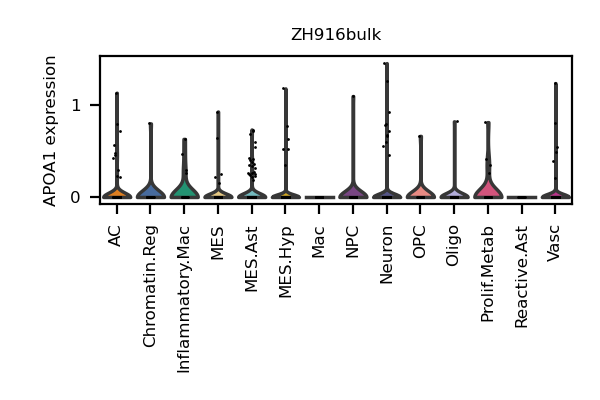 ZH916bulk
APOA1 expression
1
0
AC
Chromatin.Reg
Inflammatory.Mac
MES
MES.Ast
MES.Hyp
Mac
NPC
Neuron
OPC
Oligo
Prolif.Metab
Reactive.Ast
Vasc